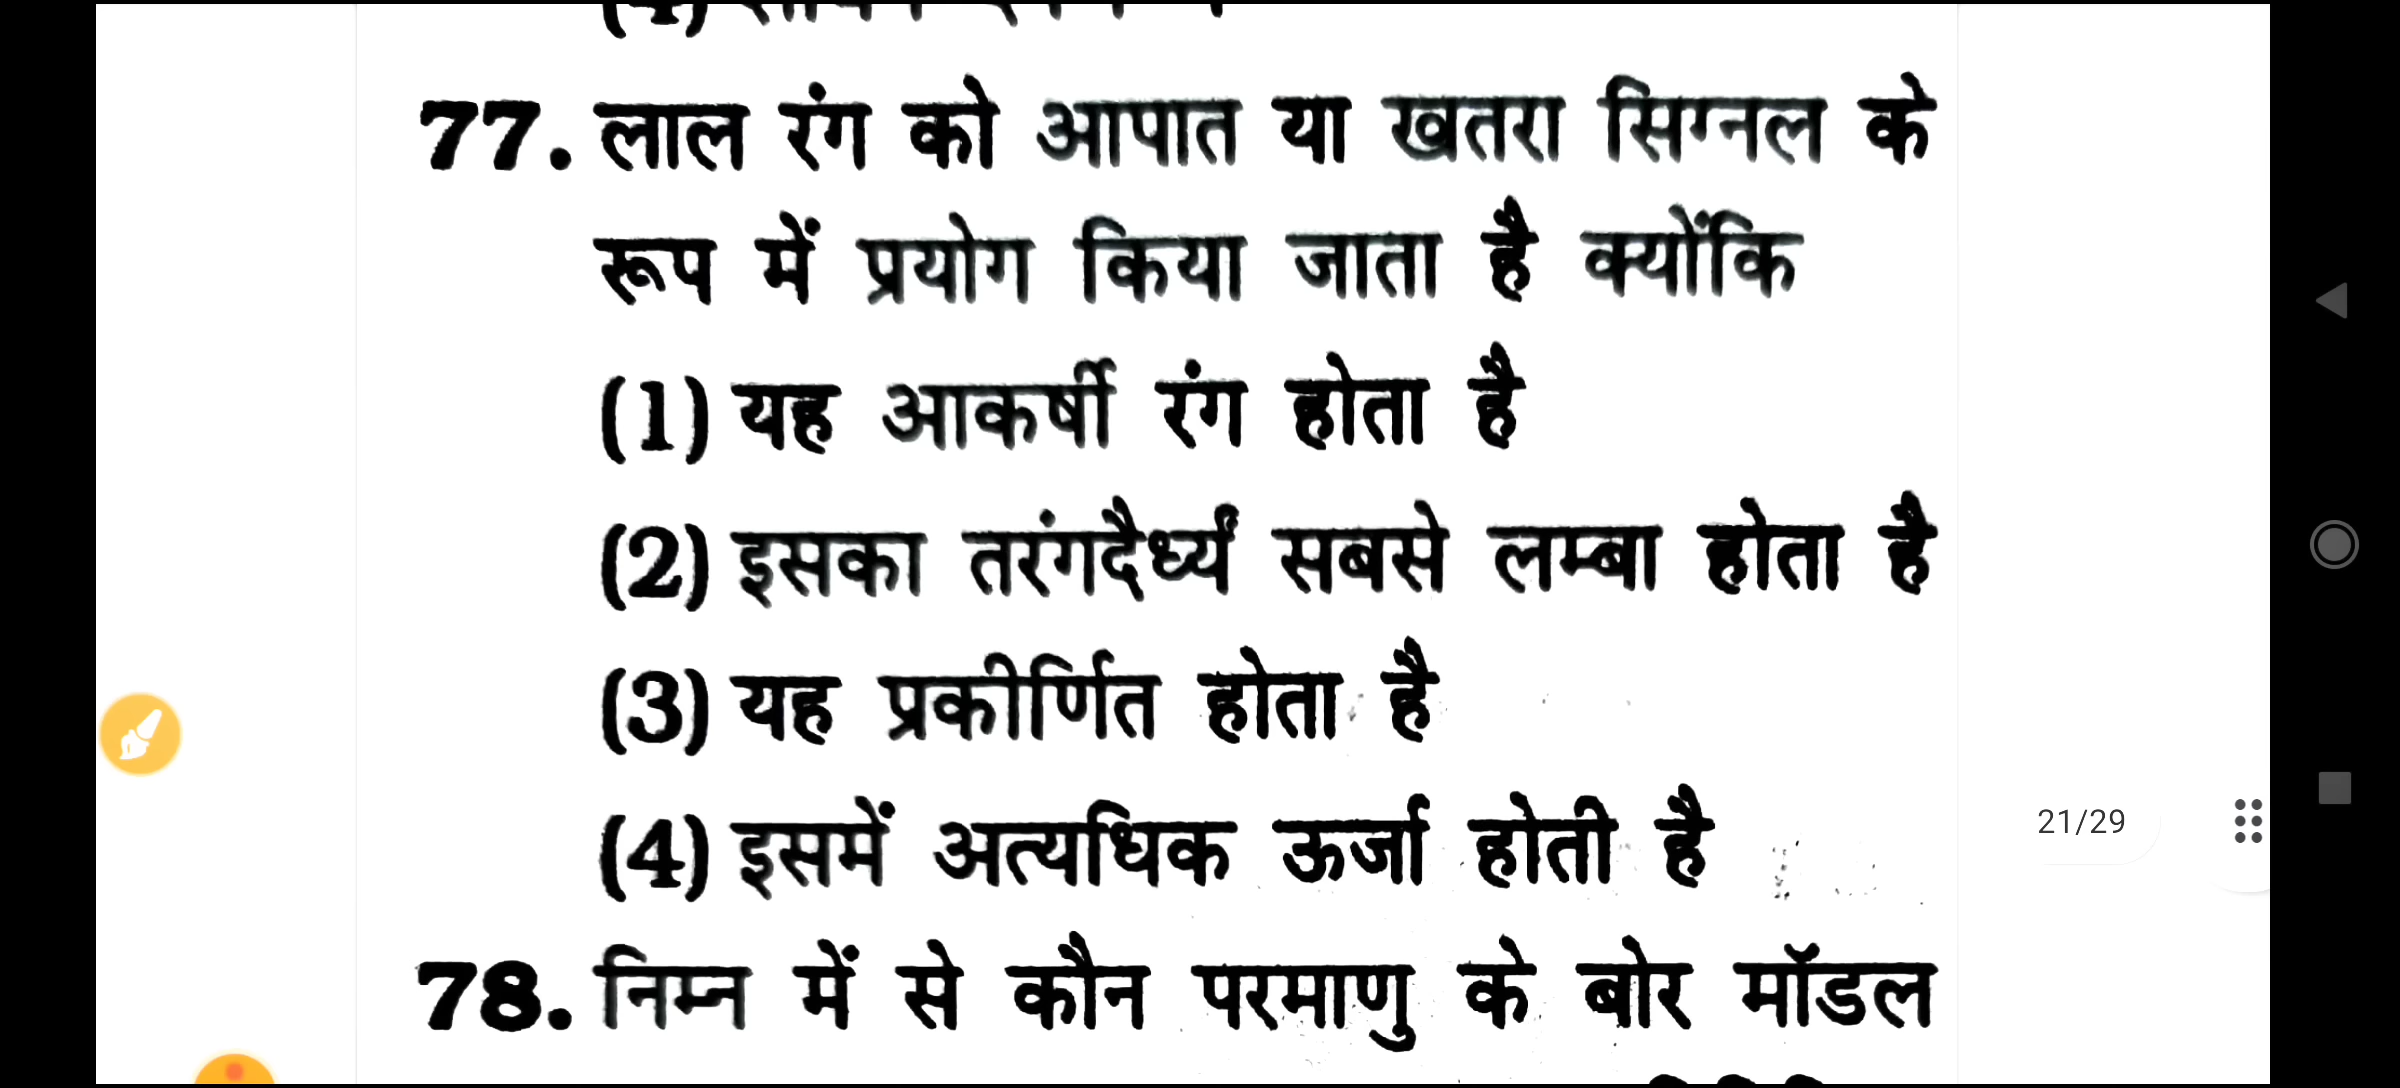 77. लाल रंग को आपात या खतरा सिग्नल के
रूप में प्रयोग किया जाता है क्योंकि
(1) यह आकर्षी रंग होता है
(2) इसका तरंगदैर्ध्यं सबसे लम्बा होता है
(3) यह प्रकीर्णित होता है
(4) इसमें अत्यधिक ऊर्जा होती है
21/29
78. निम्न में से कौन परमाणु के बोर मॉडल